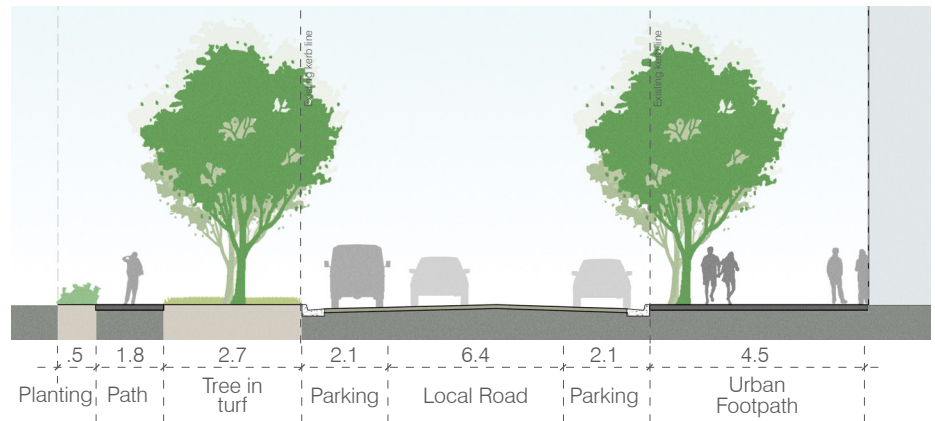 Existing kerb line
Existing kerb line
.5 1.8 2.7 2.1 6.4 2.1 4.5
Planting Path Tree in turf Parking Local Road Parking Urban Footpath